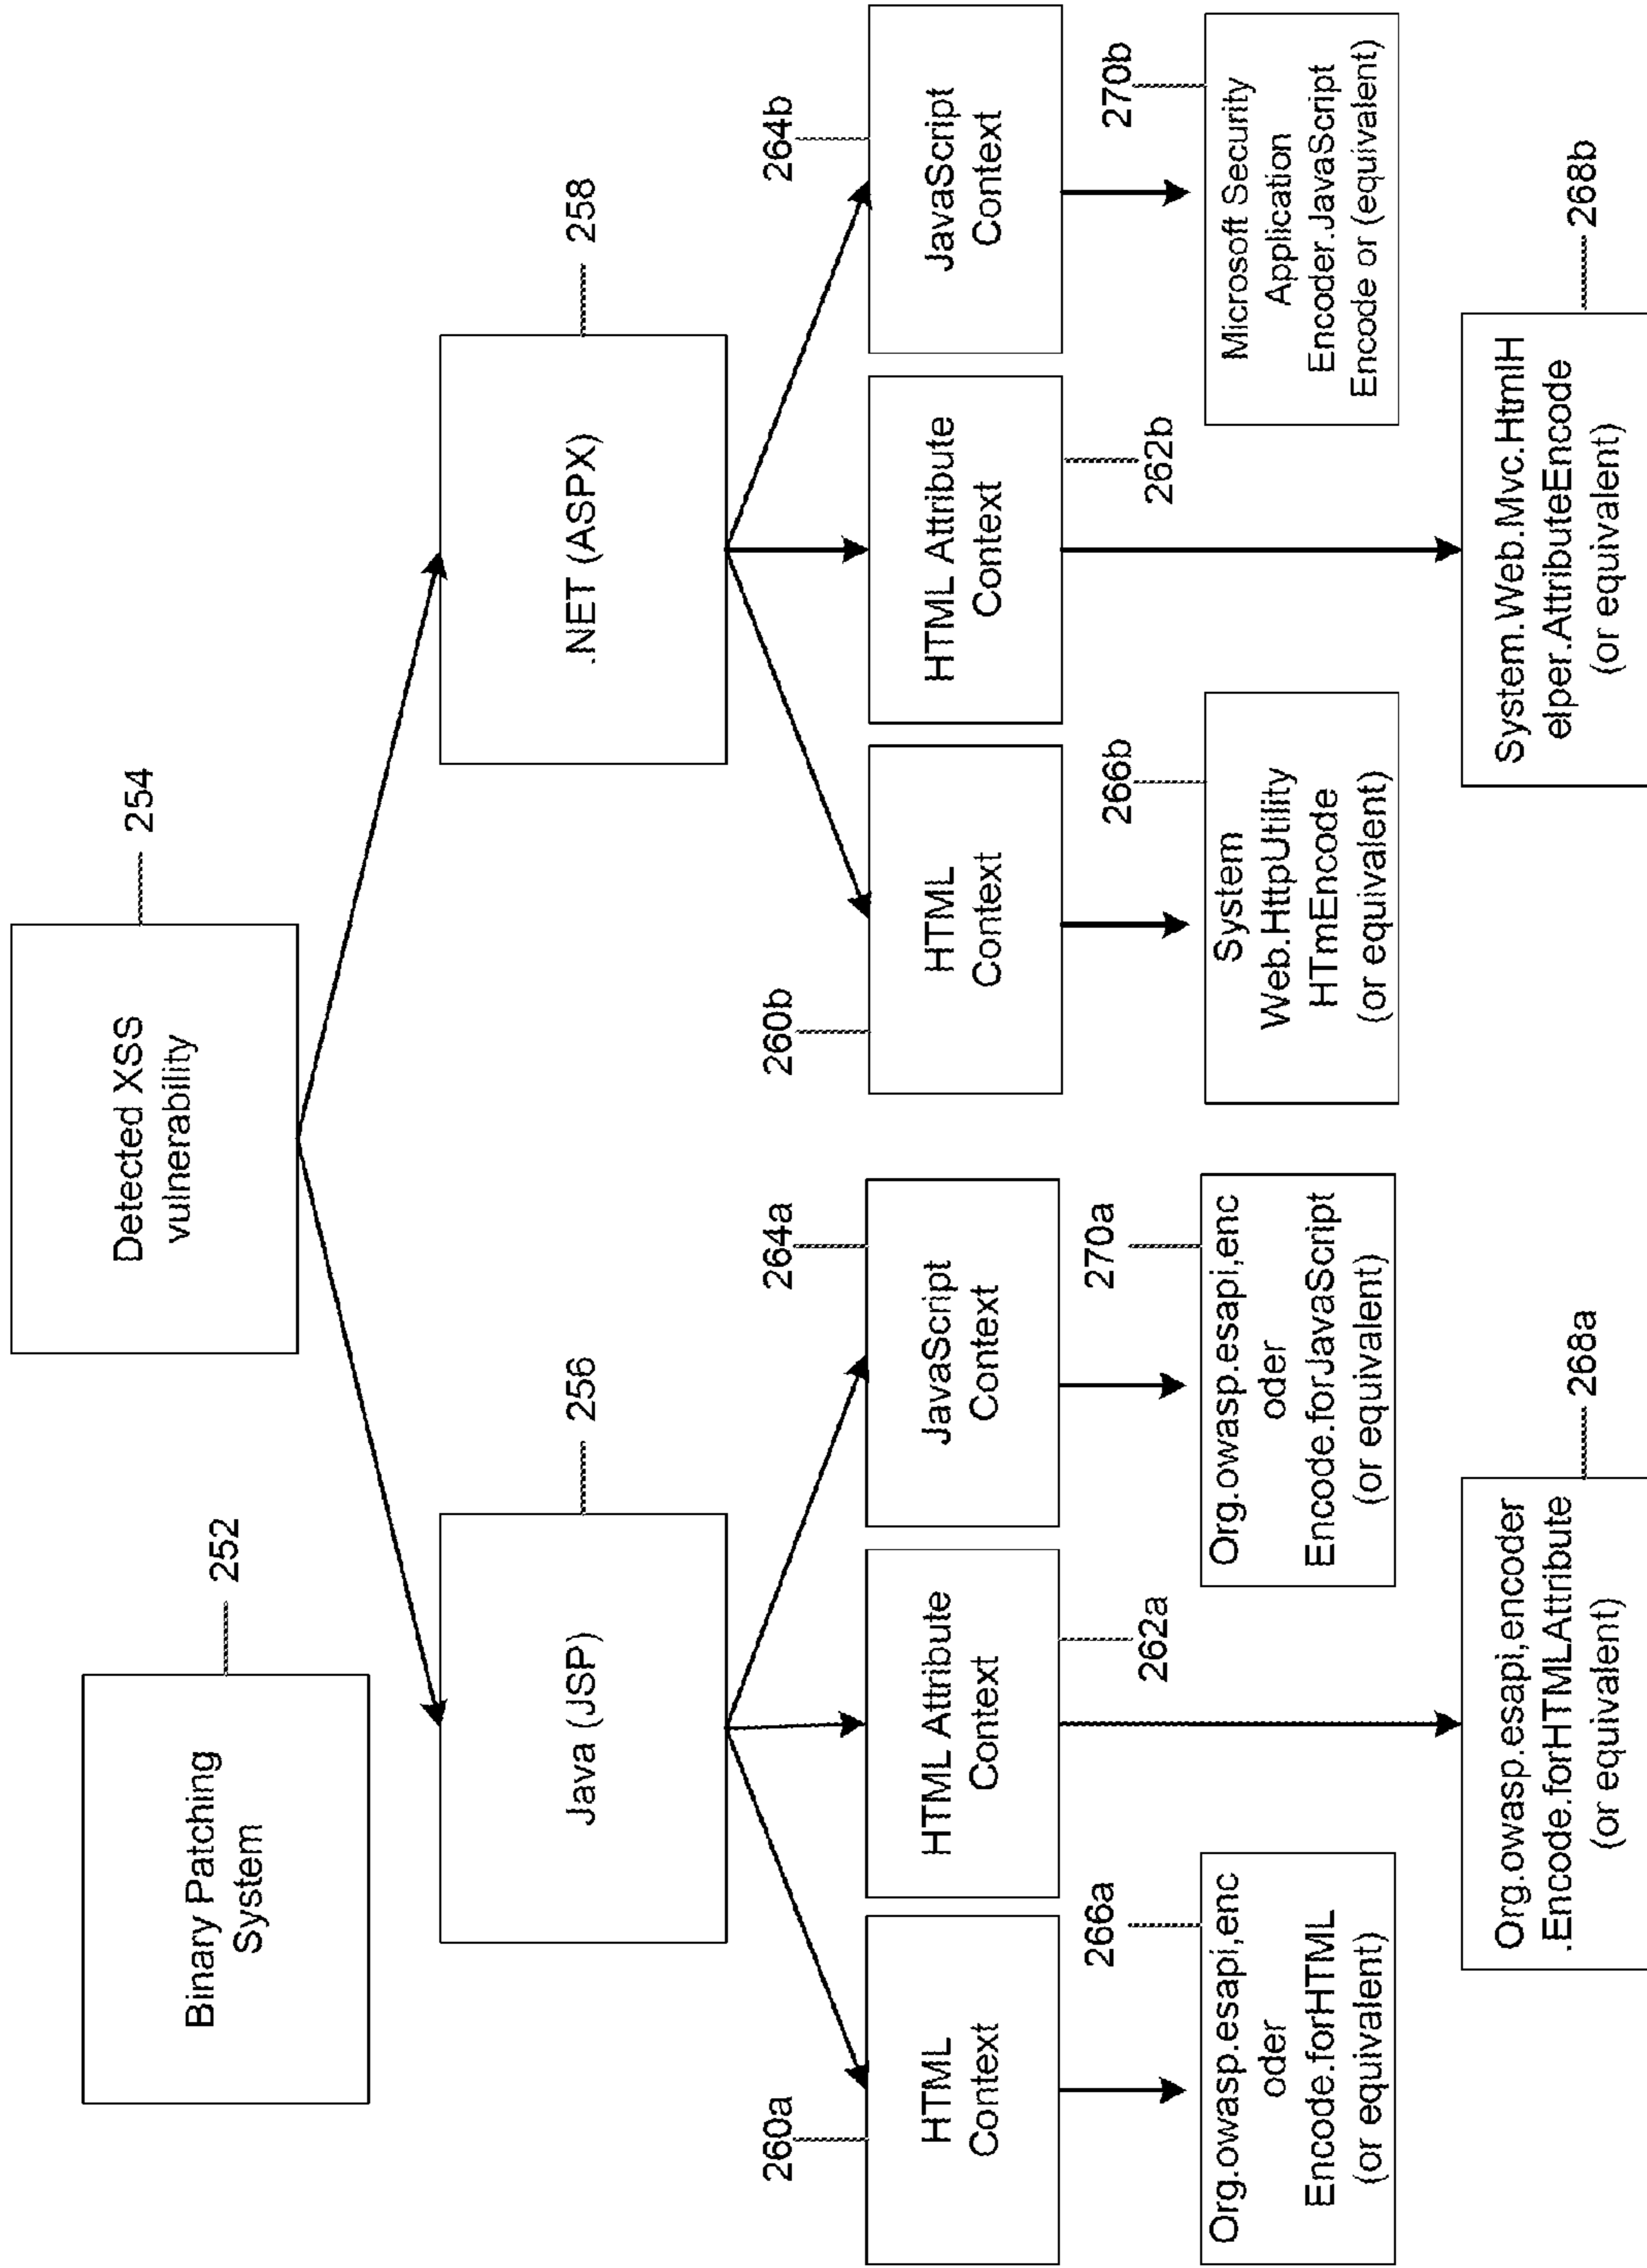 Detected XSS
vulnerability
254
Binary Patching
System
252
Java (JSP)
256
.NET (ASPX)
258
260a
HTML
Context
HTML Attribute
Context
262a
264a
JavaScript
Context
260b
HTML
Context
HTML Attribute
Context
262b
264b
JavaScript
Context
266a
Org.owasp.esapi,enc
oder
Encode.forHTML
(or equivalent)
270a
Org.owasp.esapi,enc
oder
Encode.forJavaScript
(or equivalent)
266b
System
Web.HttpUtility
HTmEncode
(or equivalent)
270b
Microsoft Security
Application
Encoder.JavaScript
Encode or (equivalent)
Org.owasp.esapi,encoder
.Encode.forHTMLAttribute
(or equivalent)
268a
System.Web.Mvc.HtmlH
elper.AttributeEncode
(or equivalent)
268b